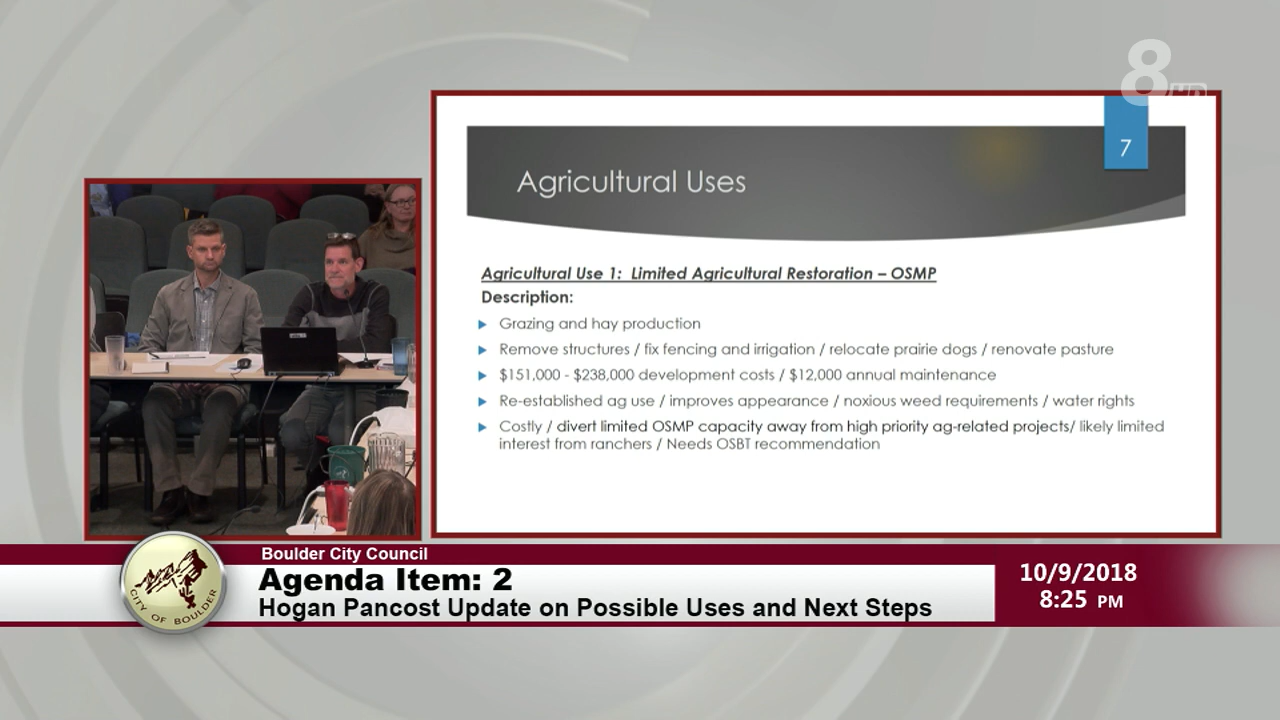 8
HD
7
Agricultural Uses
Agricultural Use 1: Limited Agricultural Restoration – OSMP
Description:
Grazing and hay production
Remove structures / fix fencing and irrigation / relocate prairie dogs / renovate pasture
$151,000 - $238,000 development costs / $12,000 annual maintenance
Re-established ag use / improves appearance / noxious weed requirements / water rights
Costly / divert limited OSMP capacity away from high priority ag-related projects/ likely limited
interest from ranchers / Needs OSBT recommendation
Boulder City Council
Agenda Item: 2
Hogan Pancost Update on Possible Uses and Next Steps
10/9/2018
8:25 PM
CITY OF BOULDER